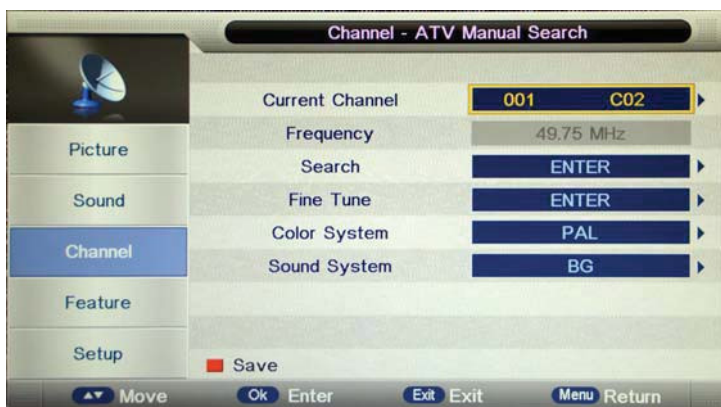 Channel - ATV Manual Search
Picture
Sound
Channel
Feature
Setup
Current Channel 001 C02
Frequency 49.75 MHz
Search ENTER
Fine Tune ENTER
Color System PAL
Sound System BG
Save
Move Ok Enter Exit Exit Menu Return